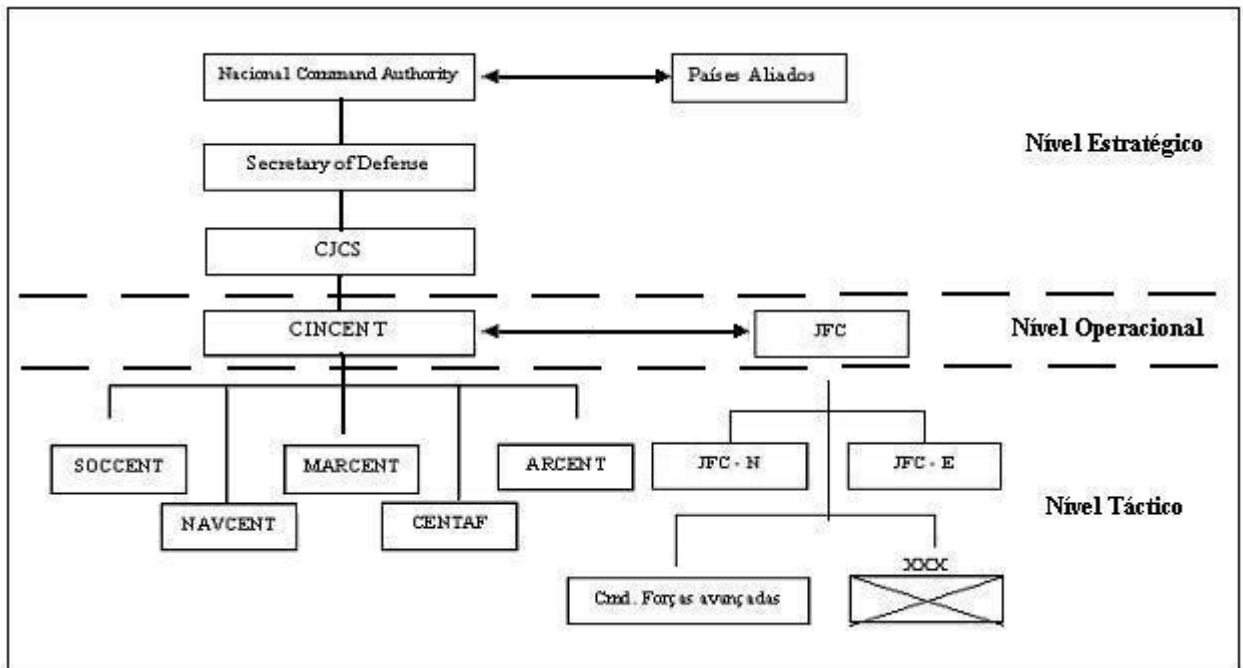 Nacional Command Authority
Países Aliados
Nível Estratégico
Secretary of Defense
CJCS
CINCENT
JFC
Nível Operacional
SOCCENT
MARCENT
ARCENT
JFC - N
JFC - E
NAVCENT
CENTAF
Nível Táctico
XXX
Cmd. Forças avançadas